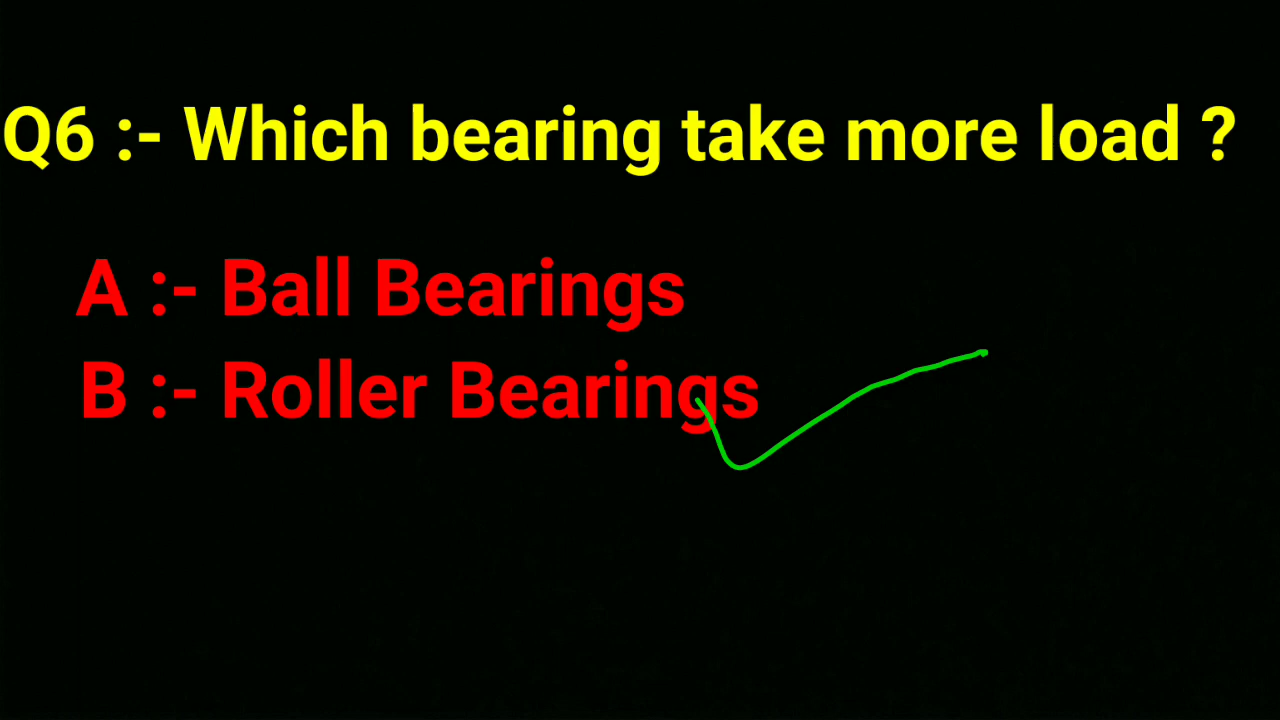 Q6 :- Which bearing take more load ?
A :- Ball Bearings
B :- Roller Bearings